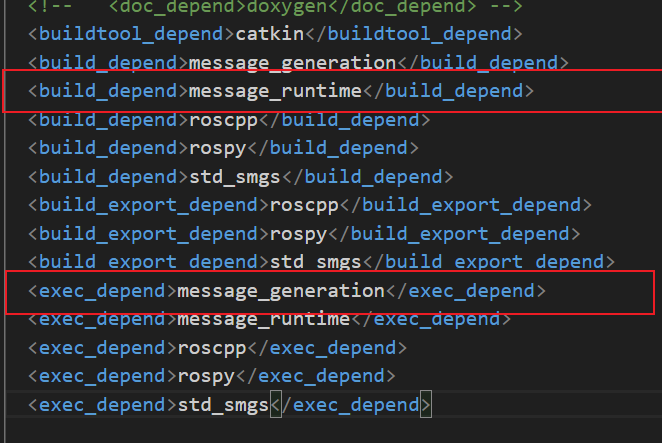 <!--   <doc_depend>doxygen</doc_depend> -->
<buildtool_depend>catkin</buildtool_depend>
<build_depend>message_generation</build_depend>
<build_depend>message_runtime</build_depend>
<build_depend>roscpp</build_depend>
<build_depend>rospy</build_depend>
<build_depend>std_smgs</build_depend>
<build_export_depend>roscpp</build_export_depend>
<build_export_depend>rospy</build_export_depend>
<build_export_depend>std_smgs</build_export_depend>
<exec_depend>message_generation</exec_depend>
<exec_depend>message_runtime</exec_depend>
<exec_depend>roscpp</exec_depend>
<exec_depend>rospy</exec_depend>
<exec_depend>std_smgs</exec_depend>